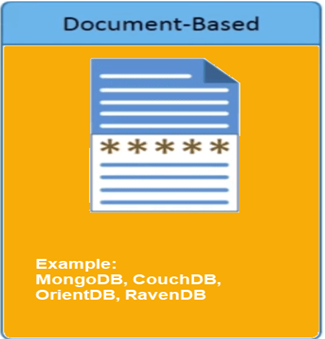 Document-Based
*****
Example:
MongoDB, CouchDB,
OrientDB, RavenDB